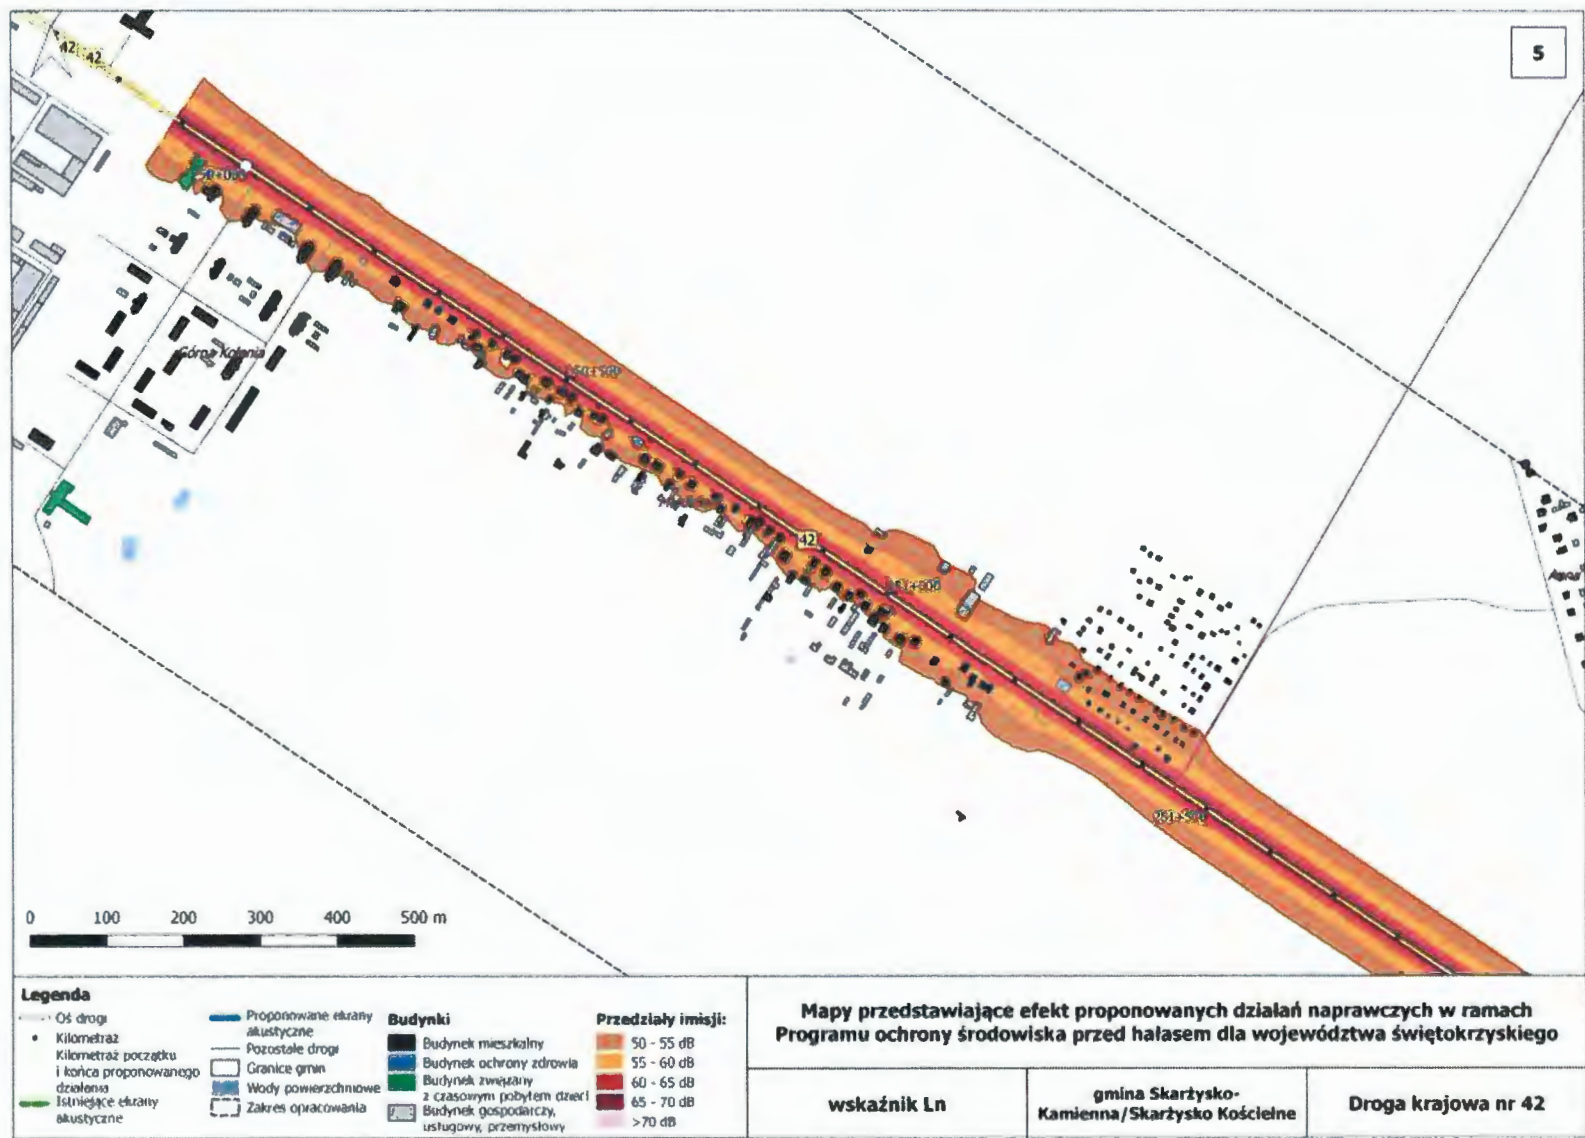 5
42
42
Górna Kolonia
42
0 100 200 300 400 500 m
Legenda
Oś drogi
Kilometraż
Kilometraż początku
i końca proponowanego
działania
Istniejące ekrany
akustyczne
Proponowane ekrany
akustyczne
Pozostałe drogi
Granice gmin
Wody powierzchniowe
Zakres opracowania
Budynki
Budynek mieszkalny
Budynek ochrony zdrowia
Budynek związany
z czasowym pobytem dzieci
Budynek gospodarczy,
usługowy, przemysłowy
Przedziały imisji:
50 - 55 dB
55 - 60 dB
60 - 65 dB
65 - 70 dB
>70 dB
Mapy przedstawiające efekt proponowanych działań naprawczych w ramach
Programu ochrony środowiska przed hałasem dla województwa świętokrzyskiego
wskaźnik Ln
gmina Skarżysko-
Kamienna/Skarżysko Kościelne
Droga krajowa nr 42